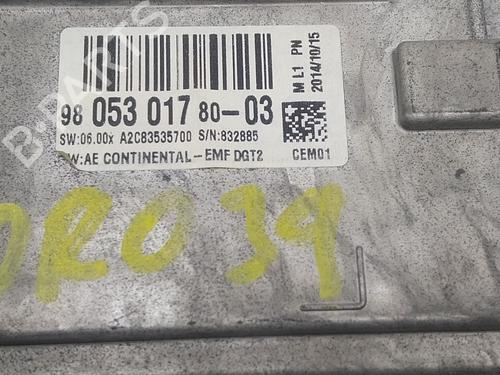 98 053 017 80-03
SW:06.00x A2C83535700 S/N:832885
W:AE CONTINENTAL-EMF DGT2
M L1 PN
2014/10/15
CEM01
B-PARTS
ORO39